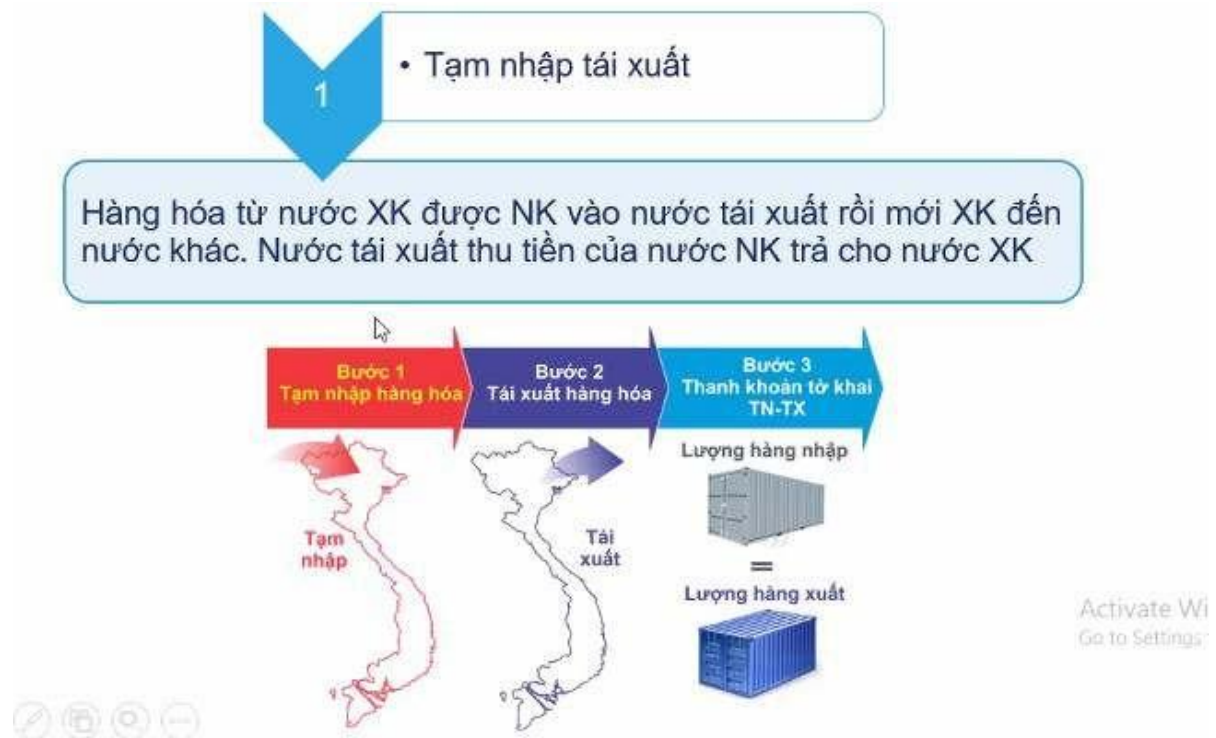 1
• Tạm nhập tái xuất
Hàng hóa từ nước XK được NK vào nước tái xuất rồi mới XK đến
nước khác. Nước tái xuất thu tiền của nước NK trả cho nước XK
Bước 1
Tạm nhập hàng hóa
Bước 2
Tái xuất hàng hóa
Bước 3
Thanh khoản tờ khai
TN-TX
Tạm
nhập
Tái
xuất
Lượng hàng nhập
=
Lượng hàng xuất
Activate Wi
Go to Settings